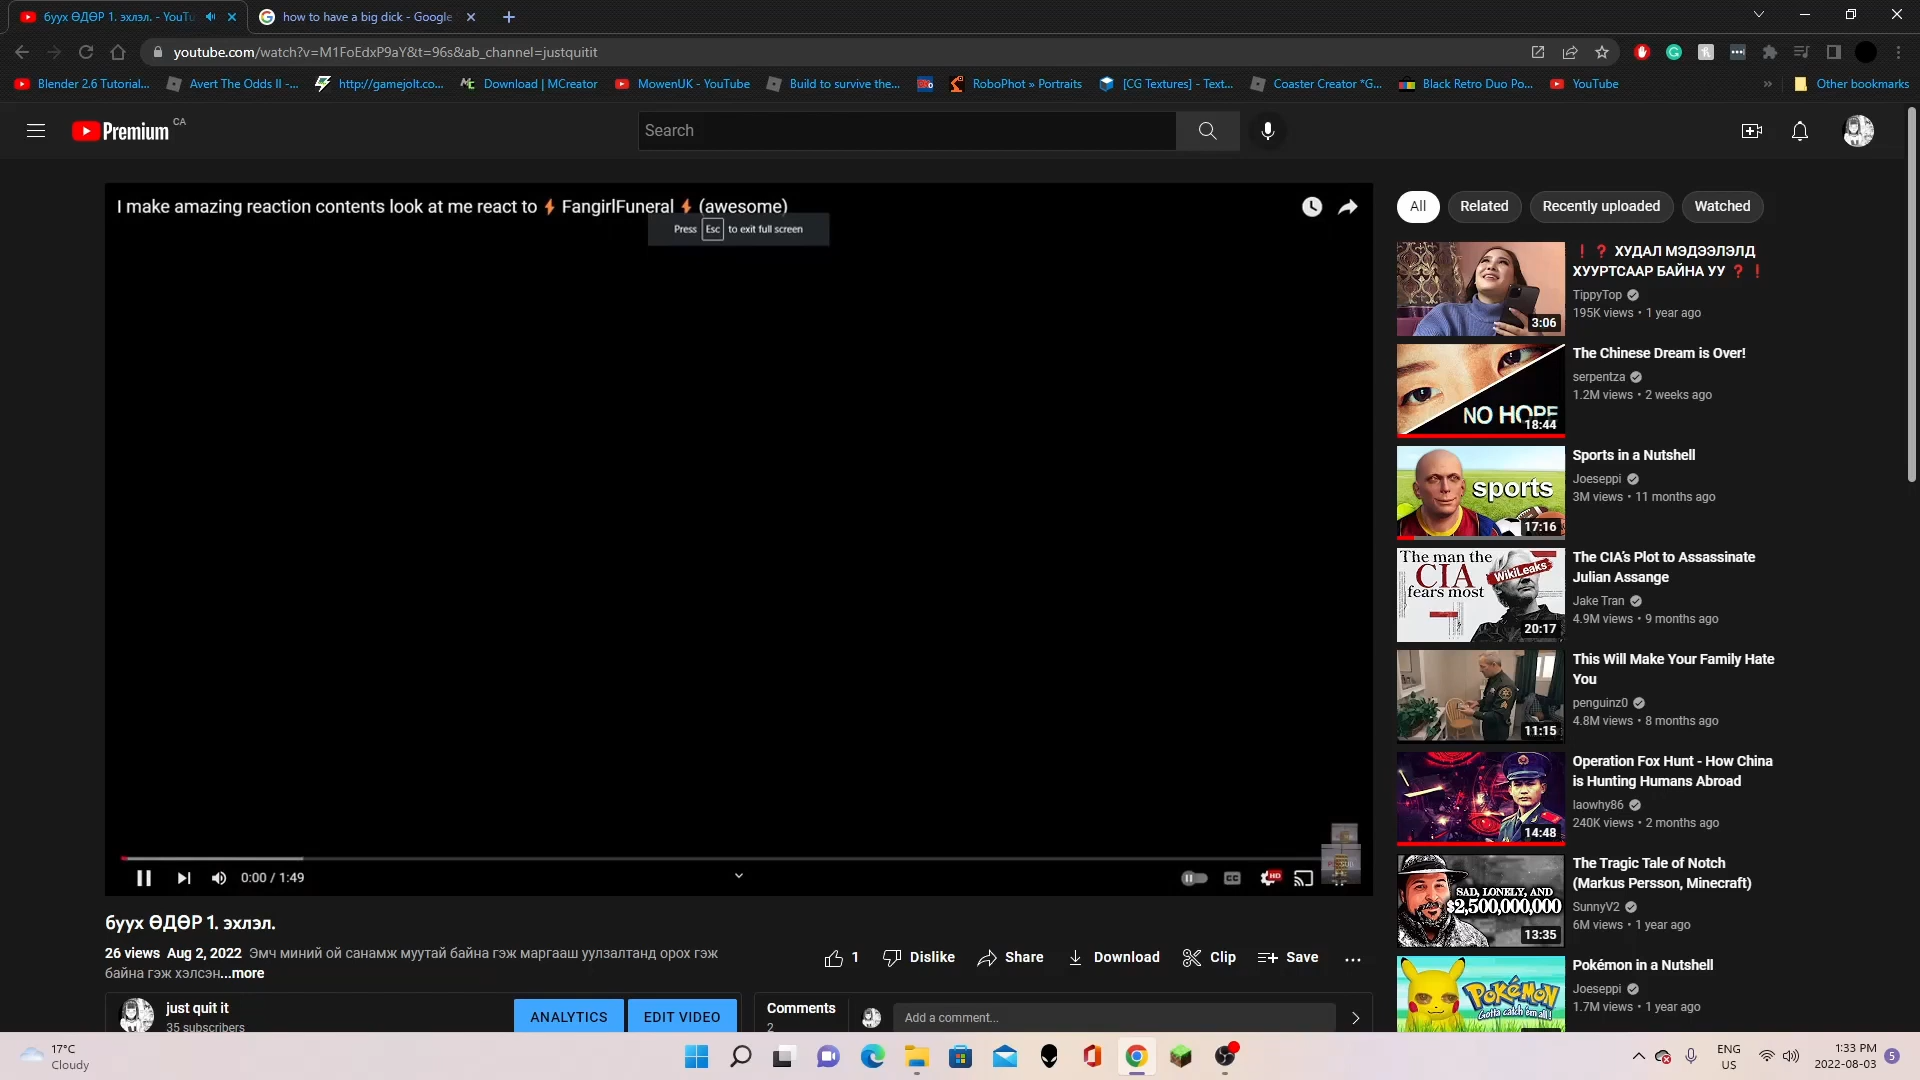 буух ӨДӨР 1. эхлэл. - YouTu
how to have a big dick - Google
youtube.com/watch?v=M1FoEdxP9aY&t=96s&ab_channel=justquitit
Blender 2.6 Tutorial...
Avert The Odds II -...
http://gamejolt.co...
Download | MCreator
MowenUK - YouTube
Build to survive the...
RoboPhot » Portraits
[CG Textures] - Text...
Coaster Creator *G...
Black Retro Duo Po...
YouTube
»
Other bookmarks
Premium CA
Search
I make amazing reaction contents look at me react to ⚡ FangirlFuneral ⚡ (awesome)
Press Esc to exit full screen
0:00 / 1:49
CC
HD
буух ӨДӨР 1. эхлэл.
26 views Aug 2, 2022 Эмч миний ой санамж муутай байна гэж маргааш уулзалтанд орох гэж
байна гэж хэлсэн...more
1
Dislike
Share
Download
Clip
Save
just quit it
35 subscribers
ANALYTICS
EDIT VIDEO
Comments
2
Add a comment...
All
Related
Recently uploaded
Watched
❗❓ ХУДАЛ МЭДЭЭЛЭЛД
ХУУРТСААР БАЙНА УУ ❓❗
TippyTop
195K views • 1 year ago
3:06
The Chinese Dream is Over!
serpentza
1.2M views • 2 weeks ago
NO HOPE
18:44
Sports in a Nutshell
Joeseppi
3M views • 11 months ago
sports
17:16
The CIA's Plot to Assassinate
Julian Assange
Jake Tran
4.9M views • 9 months ago
The man the
CIA
fears most
WikiLeaks
20:17
This Will Make Your Family Hate
You
penguinz0
4.8M views • 8 months ago
11:15
Operation Fox Hunt - How China
is Hunting Humans Abroad
laowhy86
240K views • 2 months ago
14:48
The Tragic Tale of Notch
(Markus Persson, Minecraft)
SunnyV2
6M views • 1 year ago
SAD, LONELY, AND
$2,500,000,000
13:35
Pokémon in a Nutshell
Joeseppi
1.7M views • 1 year ago
POKéMON
Gotta catch 'em all!
17°C
Cloudy
ENG
US
1:33 PM
2022-08-03
5